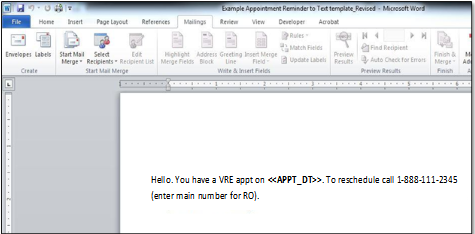 Example Appointment Reminder to Text template_Revised - Microsoft Word
File Home Insert Page Layout References Mailings Review View Developer Acrobat
Envelopes Labels Start Mail Merge Select Recipients Edit Recipient List Highlight Merge Fields Address Block Greeting Line Insert Merge Field Rules Match Fields Update Labels Preview Results Find Recipient Auto Check for Errors Finish & Merge
Create Start Mail Merge Write & Insert Fields Preview Results Finish
Hello. You have a VRE appt on <<APPT_DT>>. To reschedule call 1-888-111-2345
(enter main number for RO).